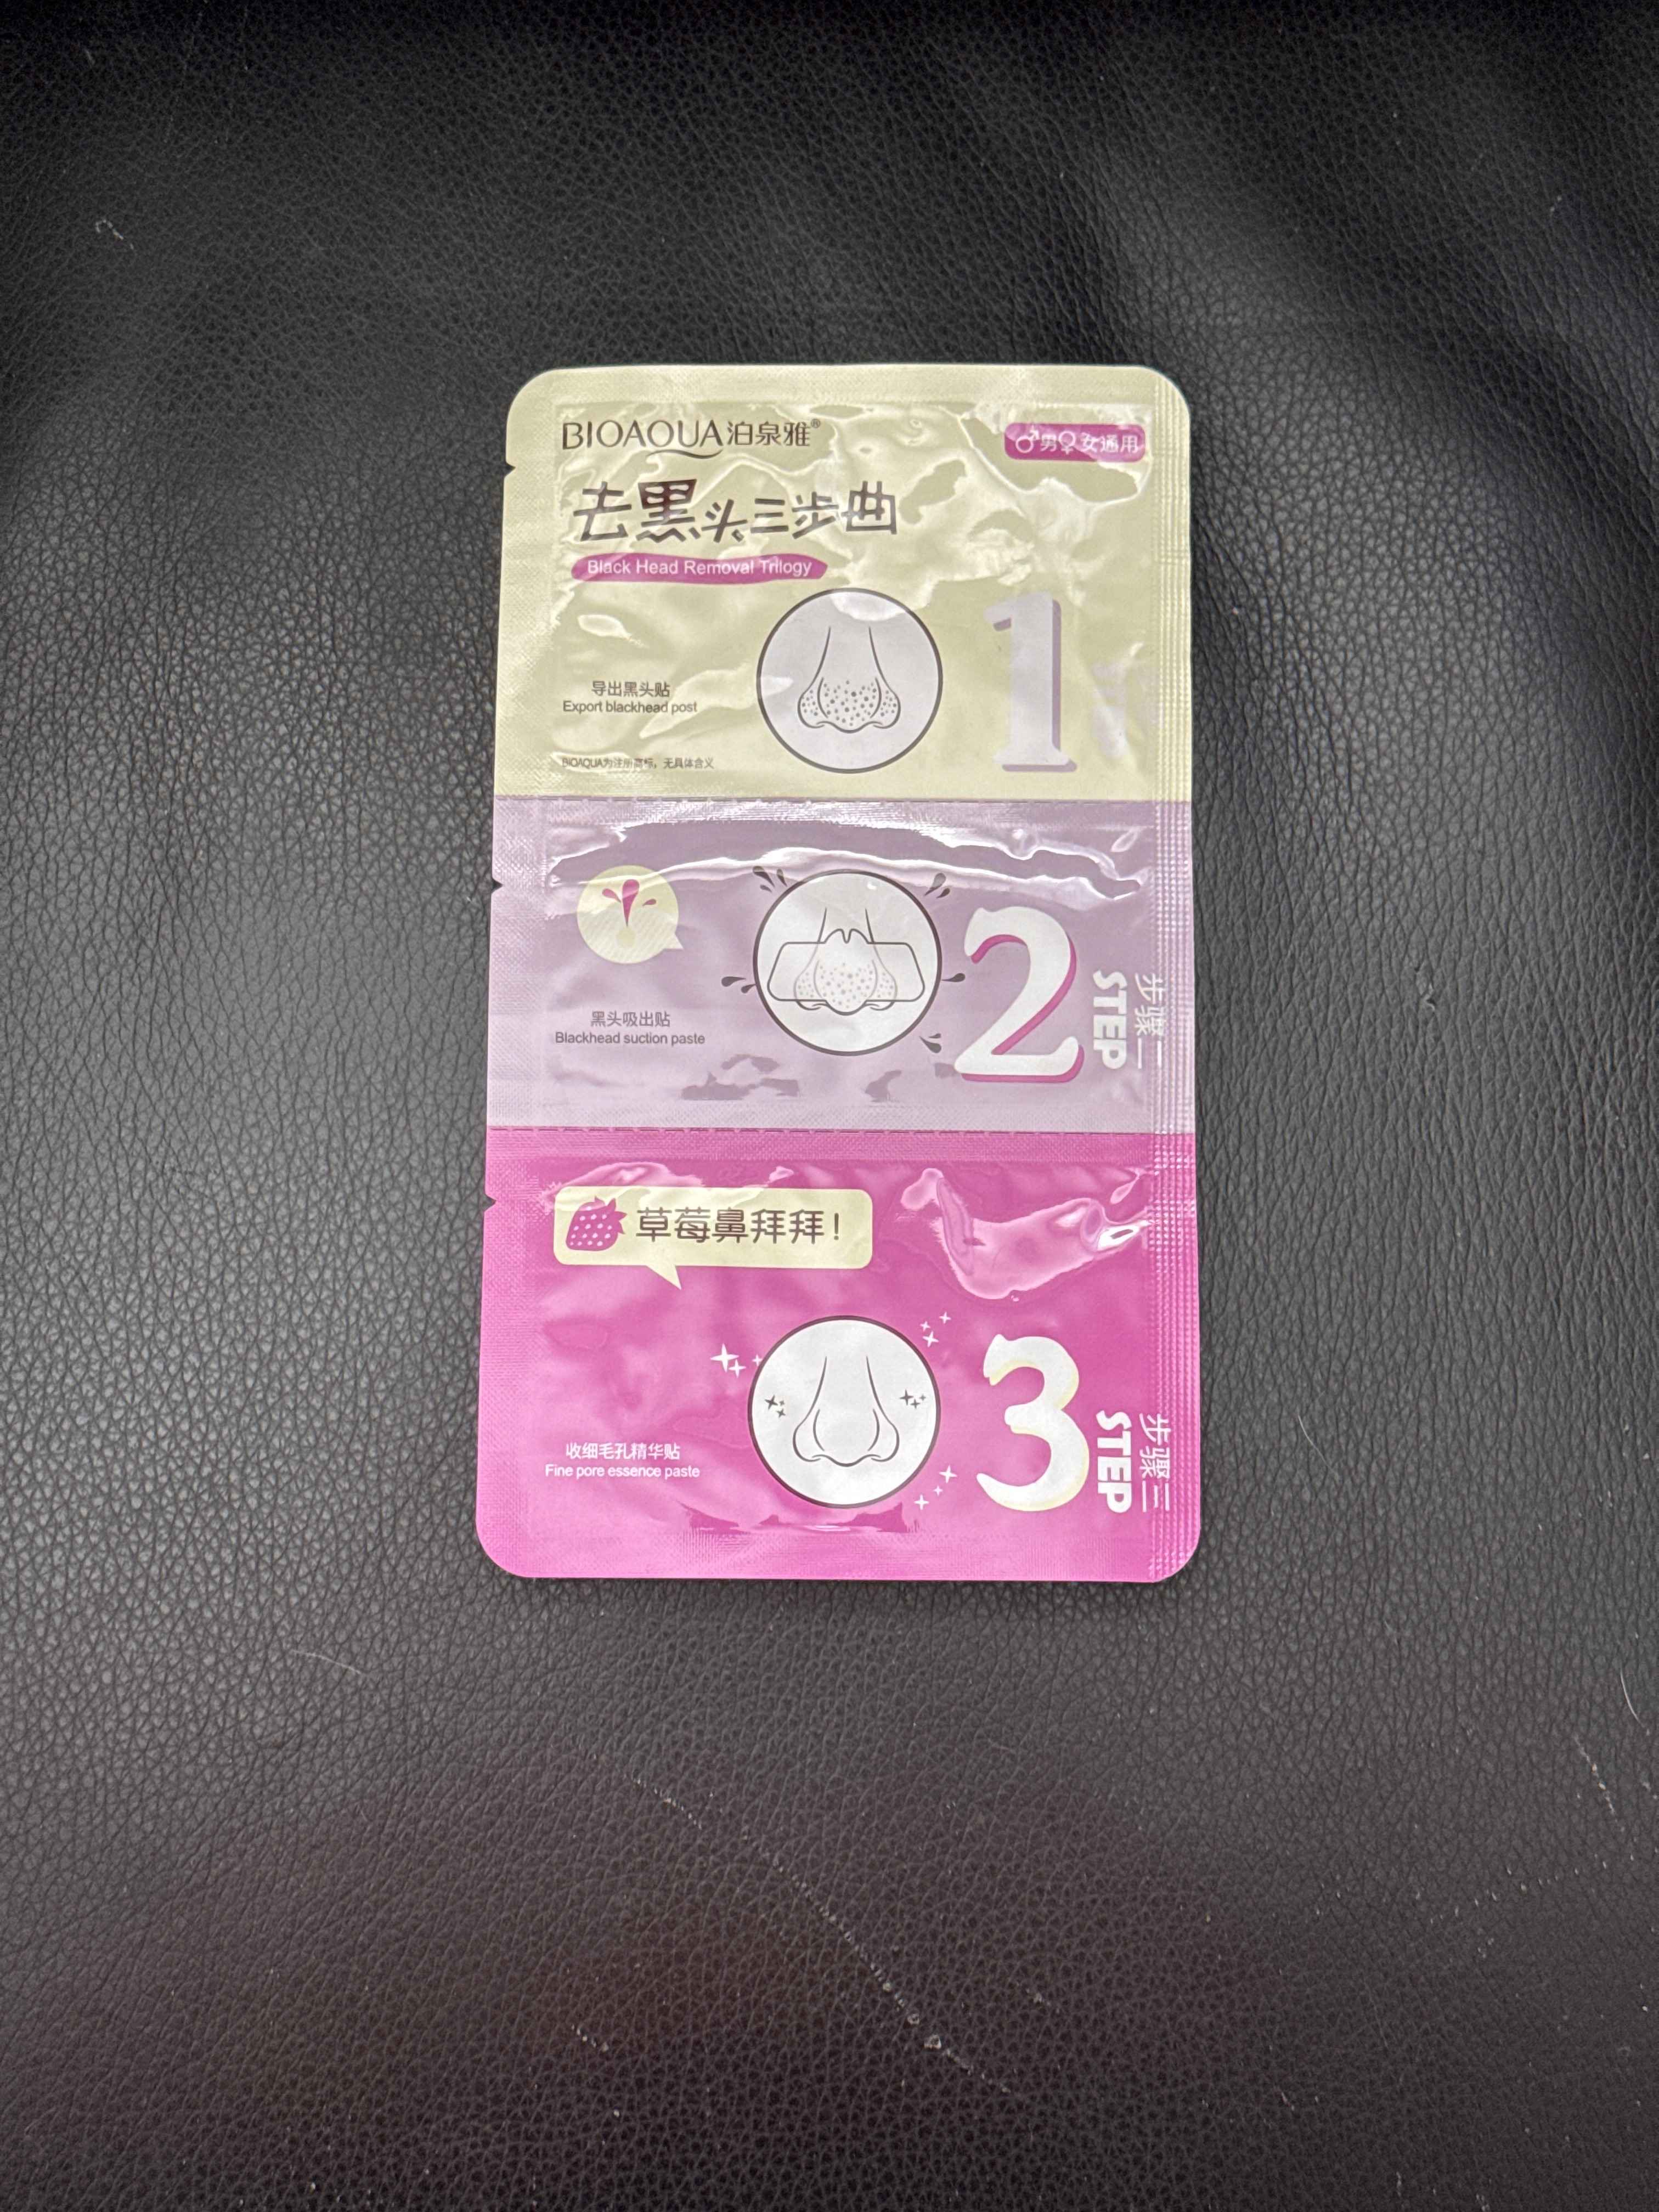 BIOAQUA泊泉雅®
♂男♀女通用
去黑头三步曲
Black Head Removal Trilogy
1
导出黑头贴
Export blackhead post
BIOAQUA为注册商标，无具体含义
2
步骤二
STEP
黑头吸出贴
Blackhead suction paste
草莓鼻拜拜！
3
步骤三
STEP
收细毛孔精华贴
Fine pore essence paste